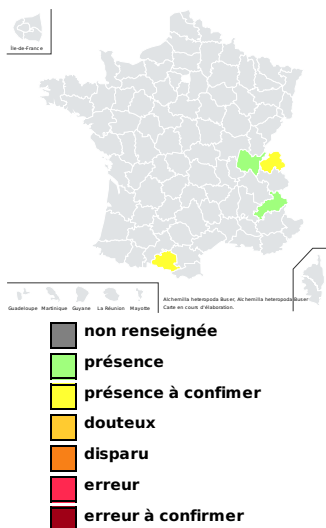 Île-de-France
Guadeloupe Martinique Guyane La Réunion Mayotte
Alchemilla heteropoda Buser, Alchemilla heteropoda Buser
Carte en cours d'élaboration.
non renseignée
présence
présence à confimer
douteux
disparu
erreur
erreur à confirmer